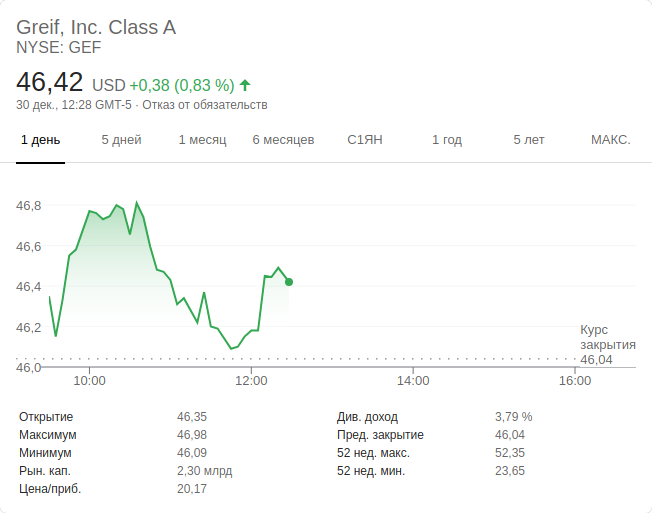 Greif, Inc. Class A
NYSE: GEF
46,42 USD +0,38 (0,83 %)
30 дек., 12:28 GMT-5 · Отказ от обязательств
1 день 5 дней 1 месяц 6 месяцев С1ЯН 1 год 5 лет МАКС.
46,8
46,6
46,4
46,2
46,0
Курс
закрытия
46,04
10:00 12:00 14:00 16:00
Открытие 46,35 Див. доход 3,79 %
Максимум 46,98 Пред. закрытие 46,04
Минимум 46,09 52 нед. макс. 52,35
Рын. кап. 2,30 млрд 52 нед. мин. 23,65
Цена/приб. 20,17